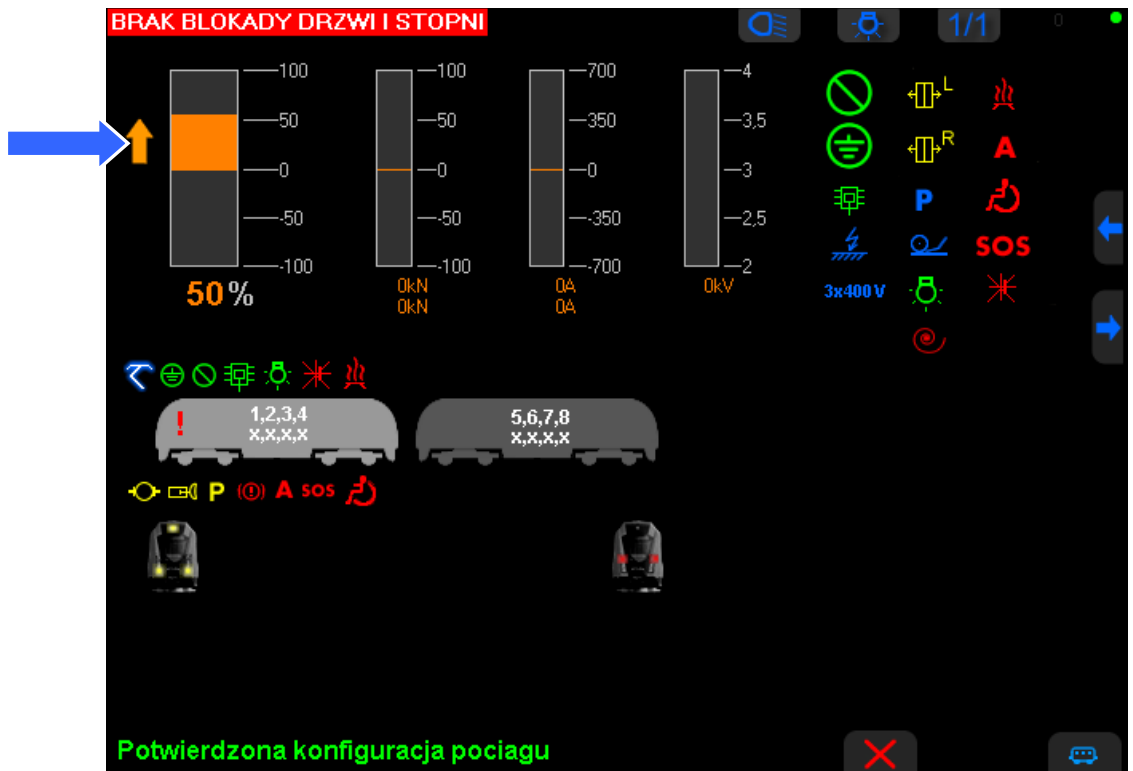 BRAK BLOKADY DRZWI I STOPNI
1/1
0
100
50
0
-50
-100
50%
100
50
0
-50
-100
0kN
0kN
700
350
0
-350
-700
0A
0A
4
3,5
3
2,5
2
0kV
L
R
A
P
SOS
3x400 V
1,2,3,4
x,x,x,x
5,6,7,8
x,x,x,x
P A SOS
Potwierdzona konfiguracja pociagu